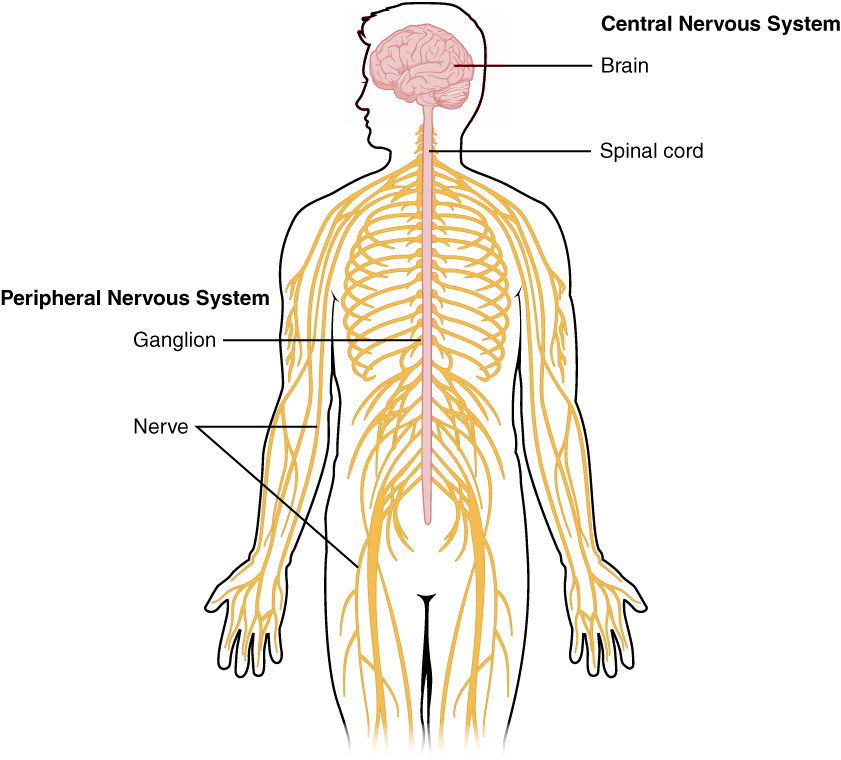 Central Nervous System
Brain
Spinal cord
Peripheral Nervous System
Ganglion
Nerve